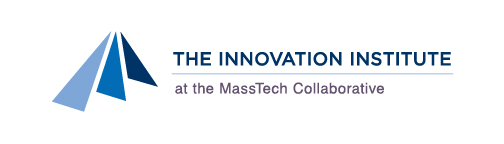 THE INNOVATION INSTITUTE
at the MassTech Collaborative